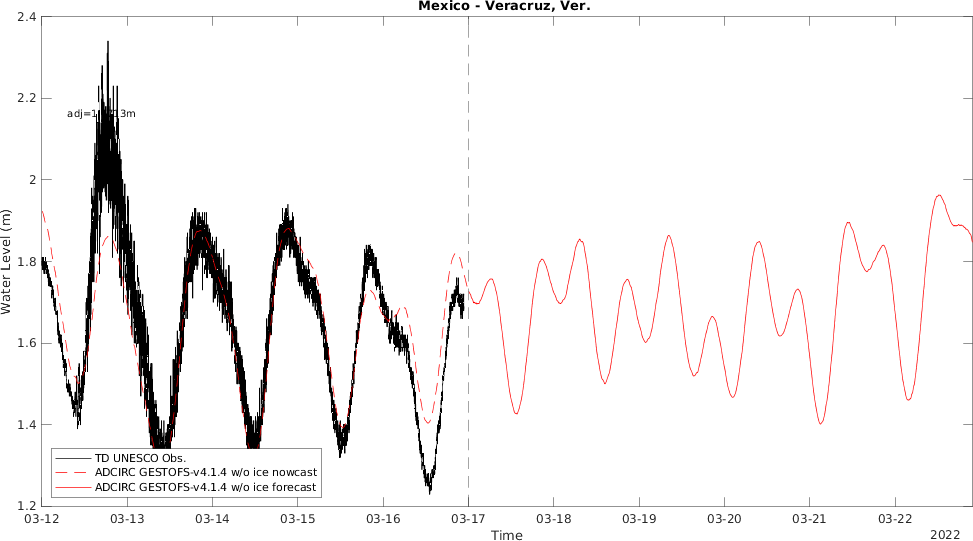 Mexico - Veracruz, Ver.
2.4
2.2
2
1.8
1.6
1.4
1.2
Water Level (m)
TD UNESCO Obs.
ADCIRC GESTOFS-v4.1.4 w/o ice nowcast
ADCIRC GESTOFS-v4.1.4 w/o ice forecast
03-12 03-13 03-14 03-15 03-16 03-17 03-18 03-19 03-20 03-21 03-22
Time
2022